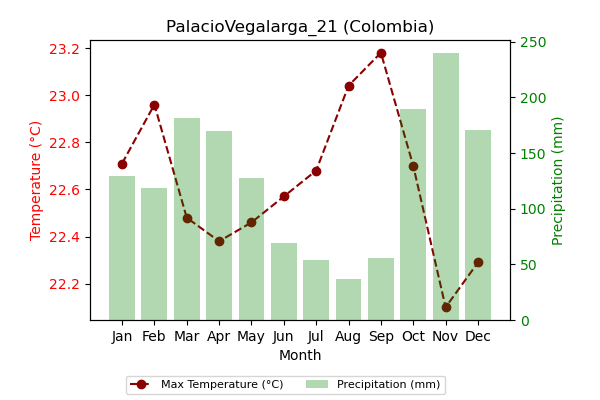 PalacioVegalarga_21 (Colombia)
23.2
23.0
22.8
22.6
22.4
22.2
Temperature (°C)
250
200
150
100
50
0
Precipitation (mm)
Jan Feb Mar Apr May Jun Jul Aug Sep Oct Nov Dec
Month
Max Temperature (°C) Precipitation (mm)